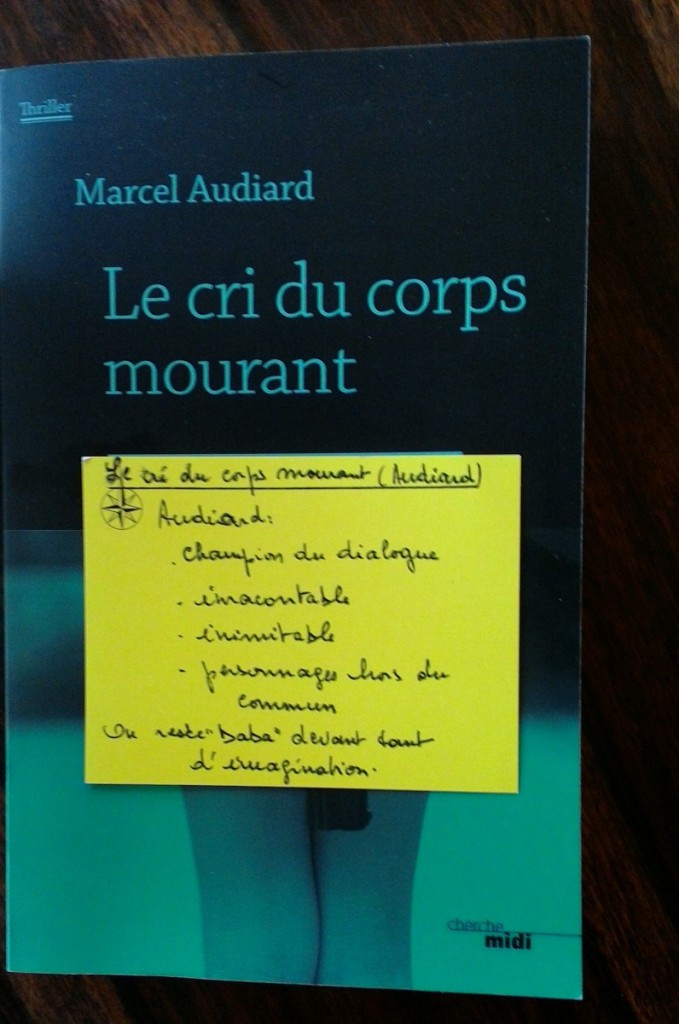 Thriller
Marcel Audiard
Le cri du corps
mourant
Le cri du corps mourant (Audiard)
Audiard:
. champion du dialogue
- irracontable
- inimitable
- personnages hors du
commun
On reste "baba" devant tant
d'imagination.
cherche
midi